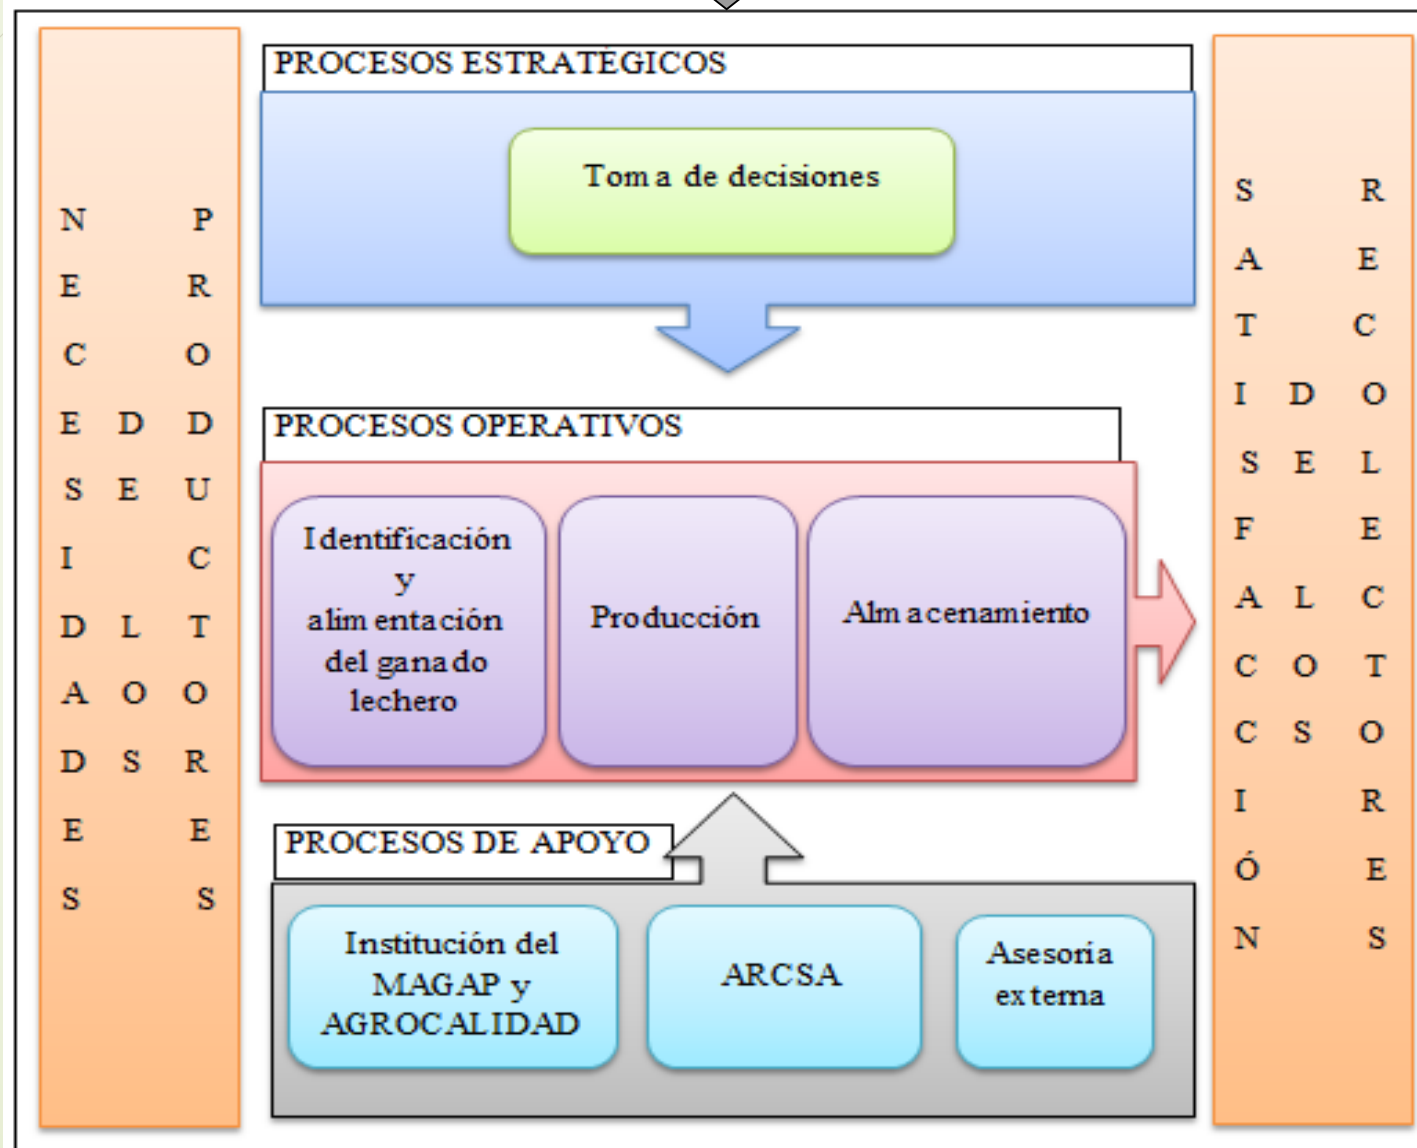 NECESIDADES
DE
LOS
PRODUCTORES
PROCESOS ESTRATÉGICOS
Toma de decisiones
PROCESOS OPERATIVOS
Identificación
y
alimentación
del ganado
lechero
Producción
Almacenamiento
PROCESOS DE APOYO
Institución del
MAGAP y
AGROCALIDAD
ARCSA
Asesoría
externa
SATISFACCIÓN
DE
LOS
RECOLECTORES